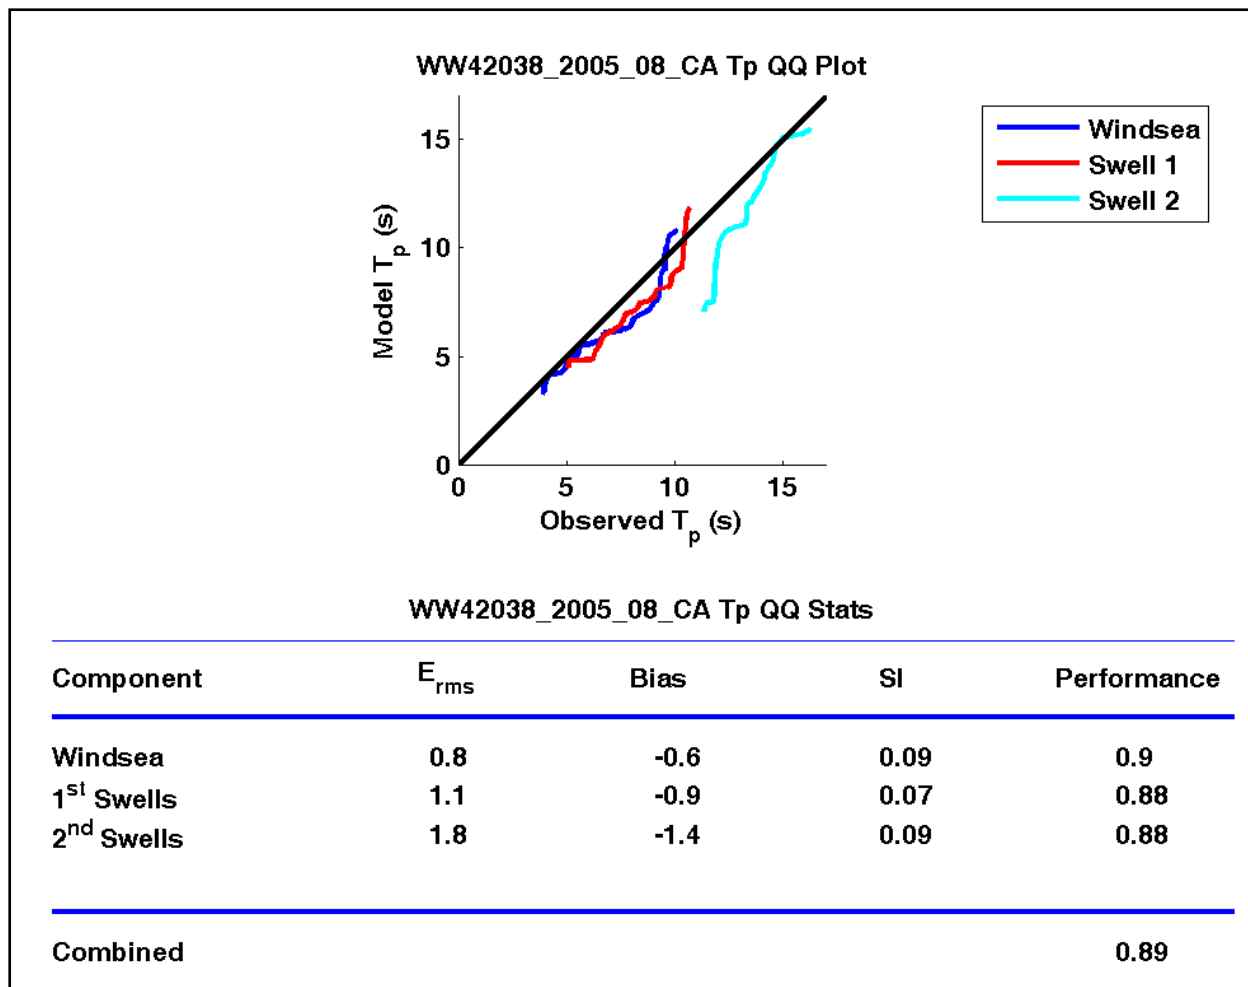 WW42038_2005_08_CA Tp QQ Plot
15
10
5
0
Model Tp (s)
0 5 10 15
Observed Tp (s)
Windsea
Swell 1
Swell 2
WW42038_2005_08_CA Tp QQ Stats
Component Erms Bias SI Performance
Windsea 0.8 -0.6 0.09 0.9
1st Swells 1.1 -0.9 0.07 0.88
2nd Swells 1.8 -1.4 0.09 0.88
Combined 0.89